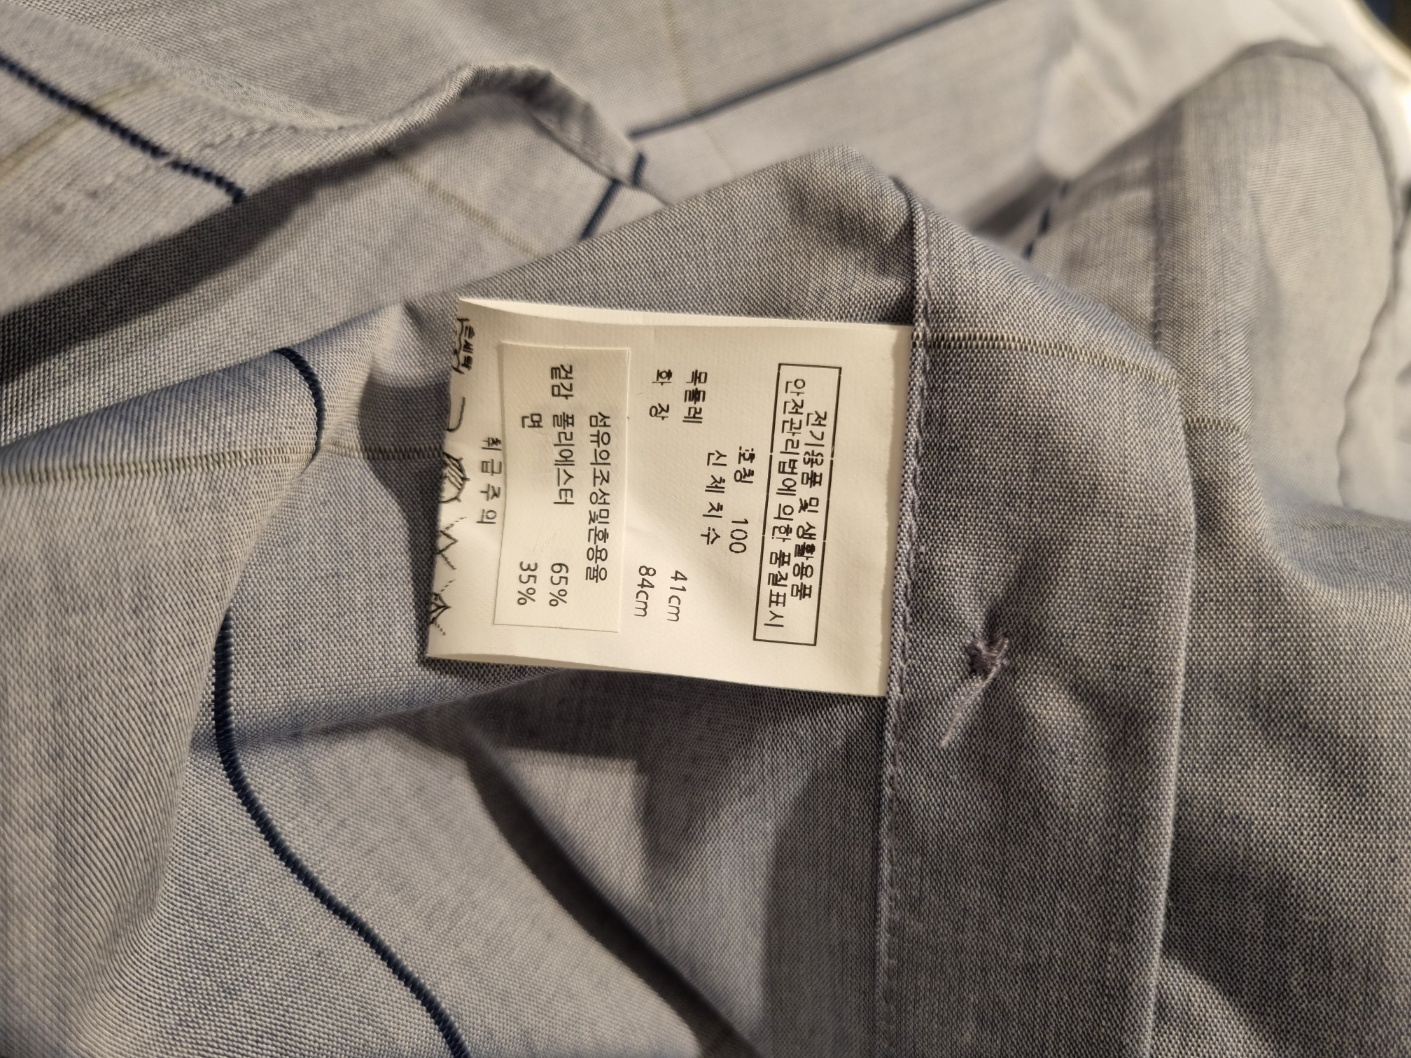 전기용품 및 생활용품
안전관리법에 의한 품질표시
호칭 100
신체치수
목둘레 41cm
화장 84cm
섬유의조성및혼용율
겉감 폴리에스터 65%
면 35%
취급주의
손세탁